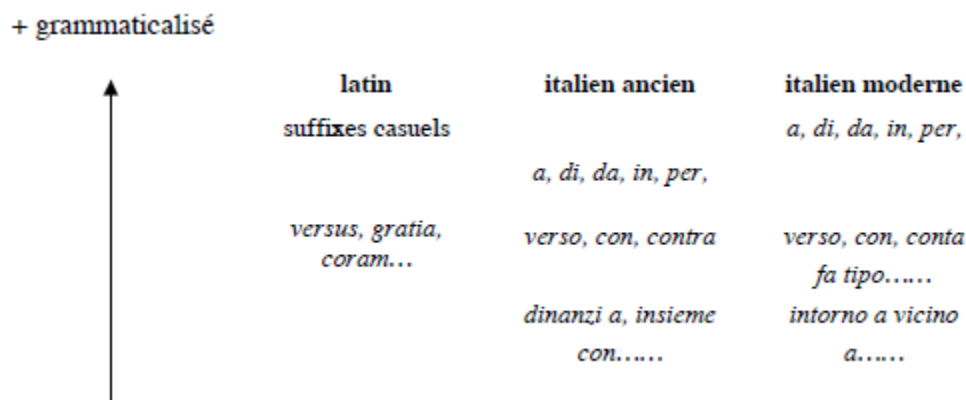 + grammaticalisé
latin italien ancien italien moderne
suffixes casuels a, di, da, in, per,
a, di, da, in, per,
versus, gratia, verso, con, contra verso, con, conta
coram… fa tipo……
dinanzi a, insieme intorno a vicino
con…… a……